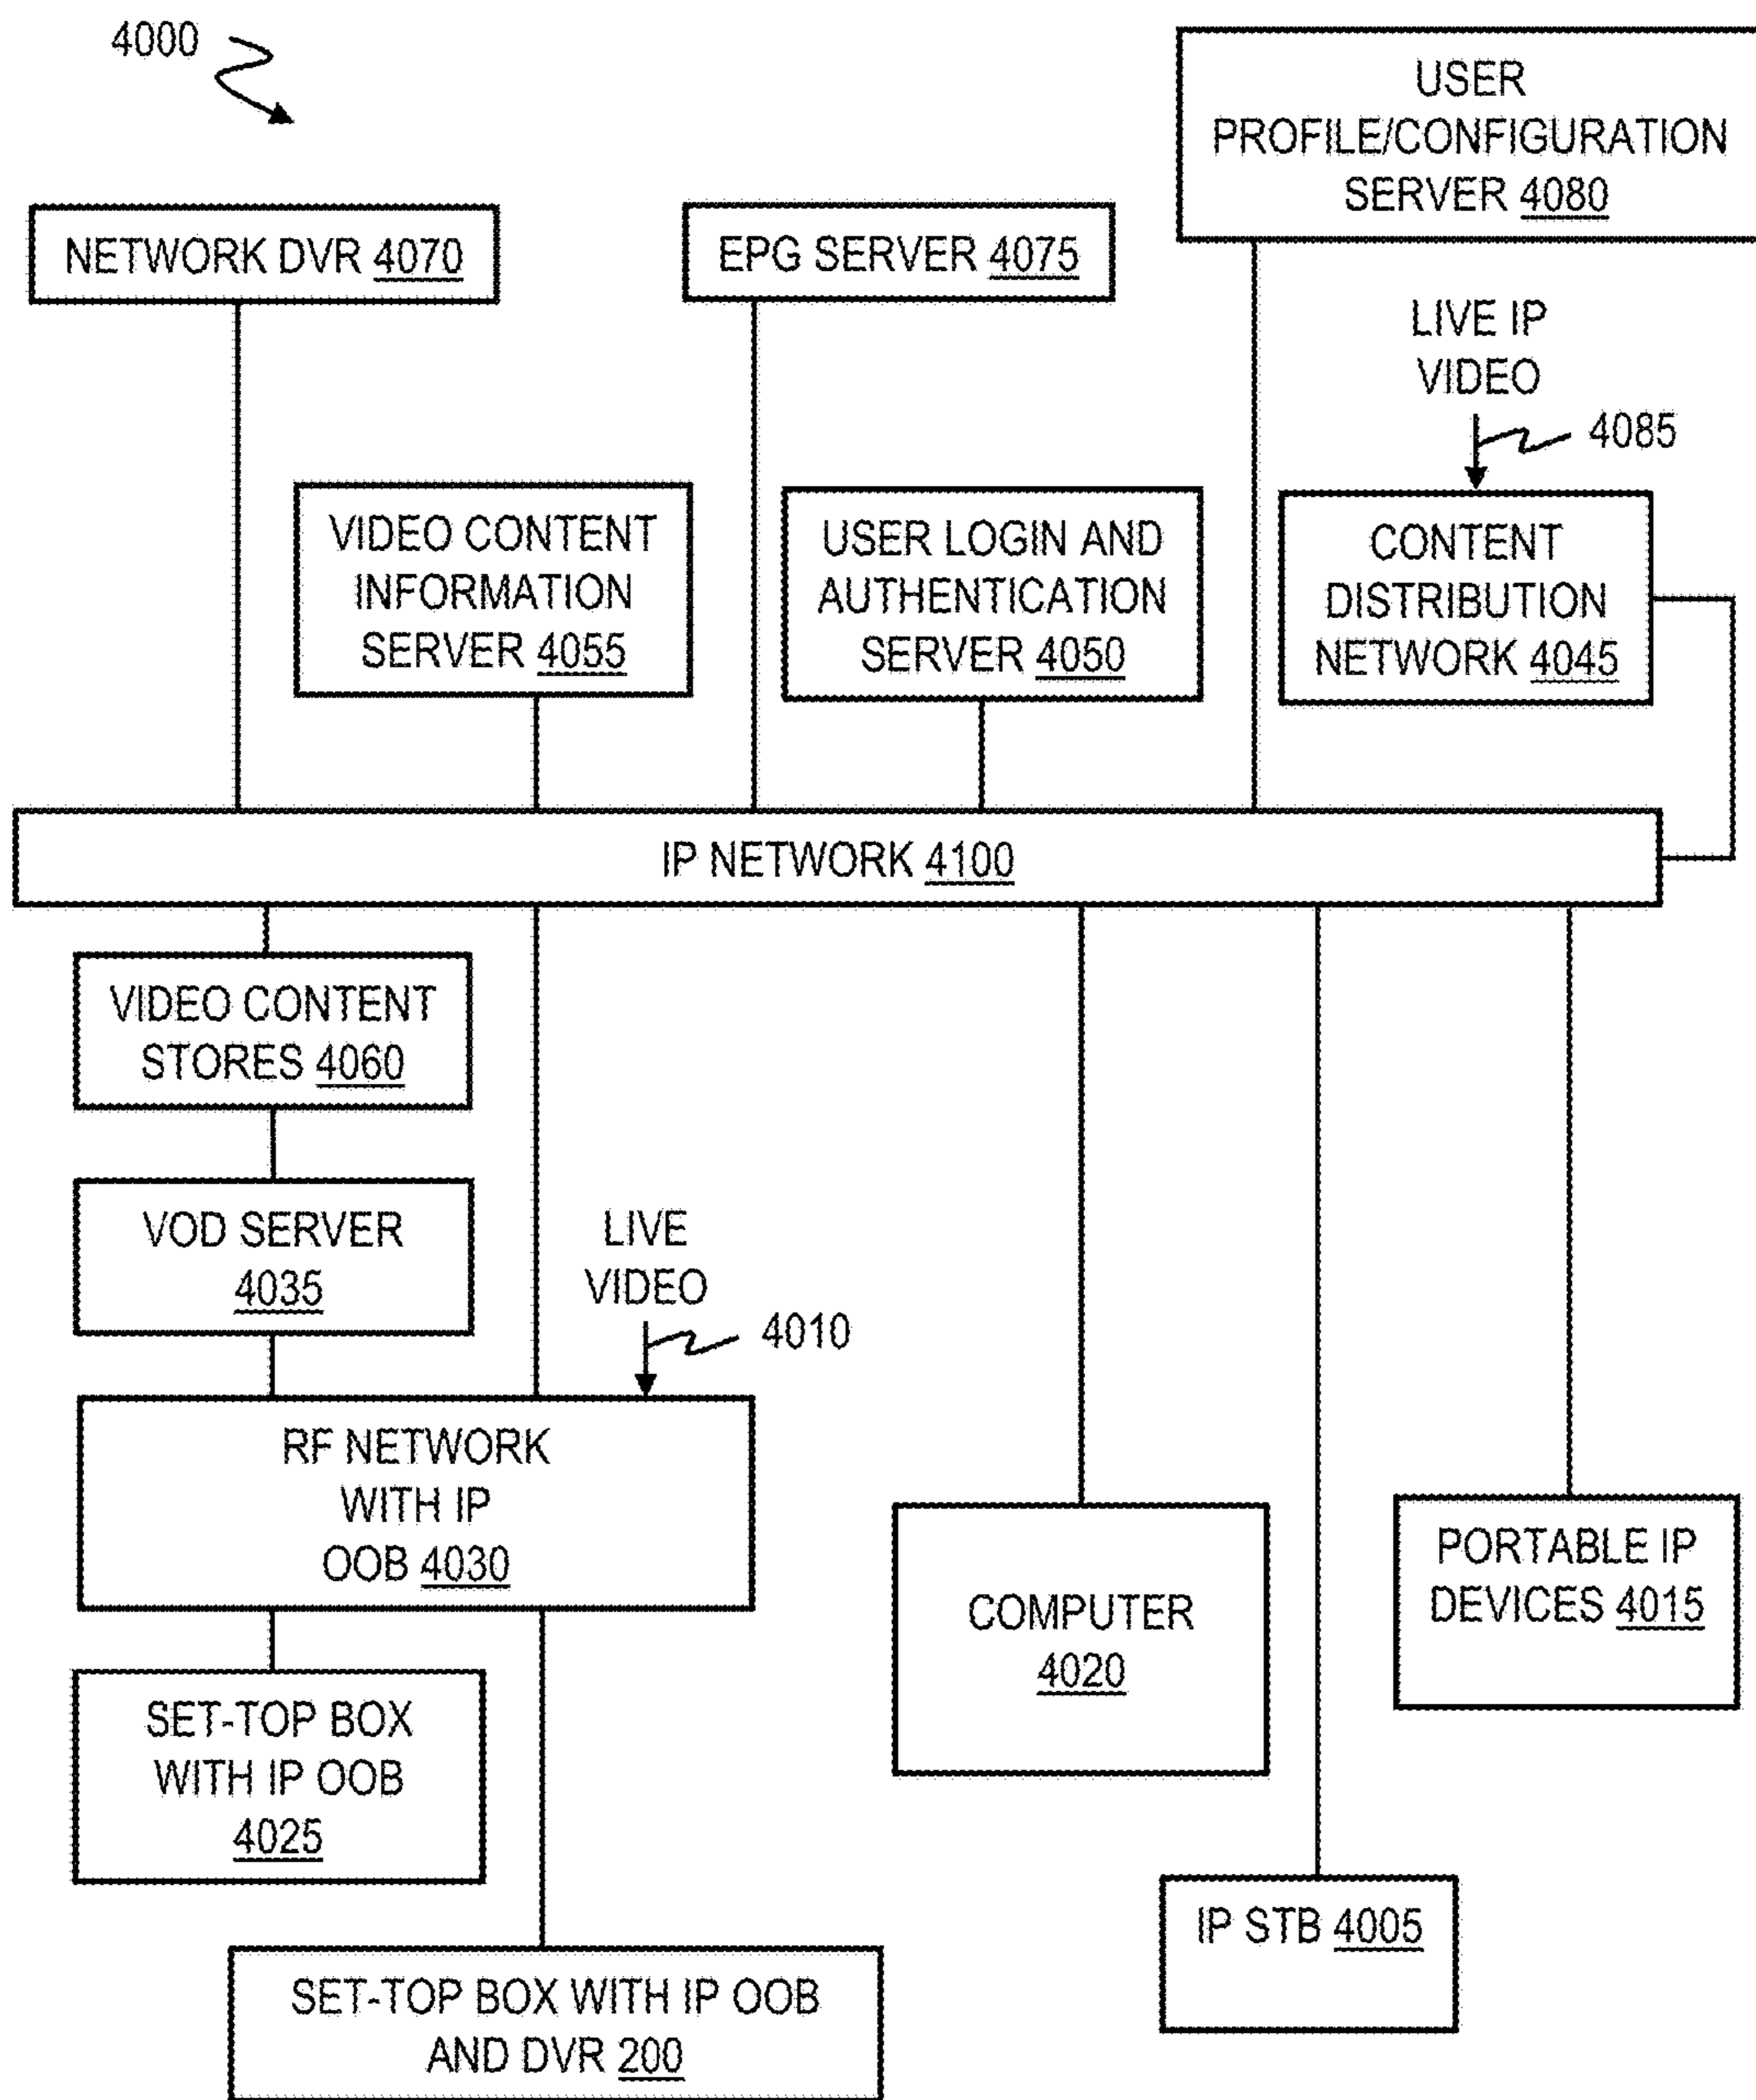 4000
USER
PROFILE/CONFIGURATION
SERVER 4080
NETWORK DVR 4070
EPG SERVER 4075
LIVE IP
VIDEO
4085
VIDEO CONTENT
INFORMATION
SERVER 4055
USER LOGIN AND
AUTHENTICATION
SERVER 4050
CONTENT
DISTRIBUTION
NETWORK 4045
IP NETWORK 4100
VIDEO CONTENT
STORES 4060
VOD SERVER
4035
LIVE
VIDEO
4010
RF NETWORK
WITH IP
OOB 4030
COMPUTER
4020
PORTABLE IP
DEVICES 4015
SET-TOP BOX
WITH IP OOB
4025
IP STB 4005
SET-TOP BOX WITH IP OOB
AND DVR 200